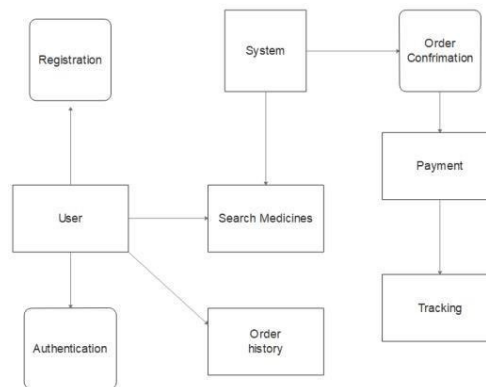 Registration
System
Order
Confrimation
User
Search Medicines
Payment
Authentication
Order
history
Tracking